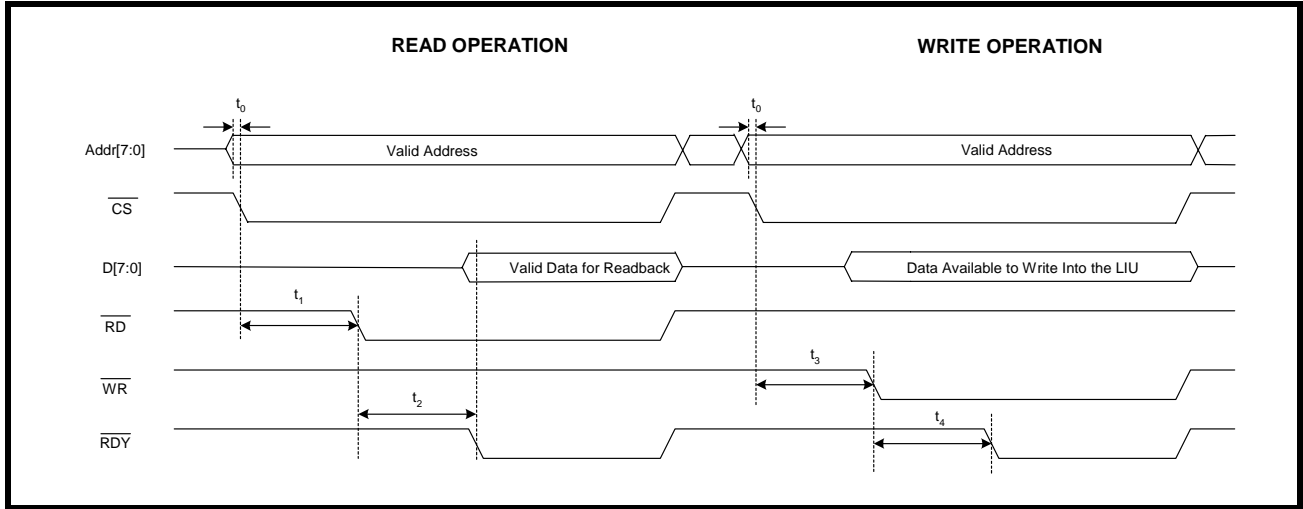 READ OPERATION WRITE OPERATION
t0 t0
Addr[7:0] Valid Address Valid Address
CS
D[7:0] Valid Data for Readback Data Available to Write Into the LIU
t1
RD
t3
WR
t2 t4
RDY